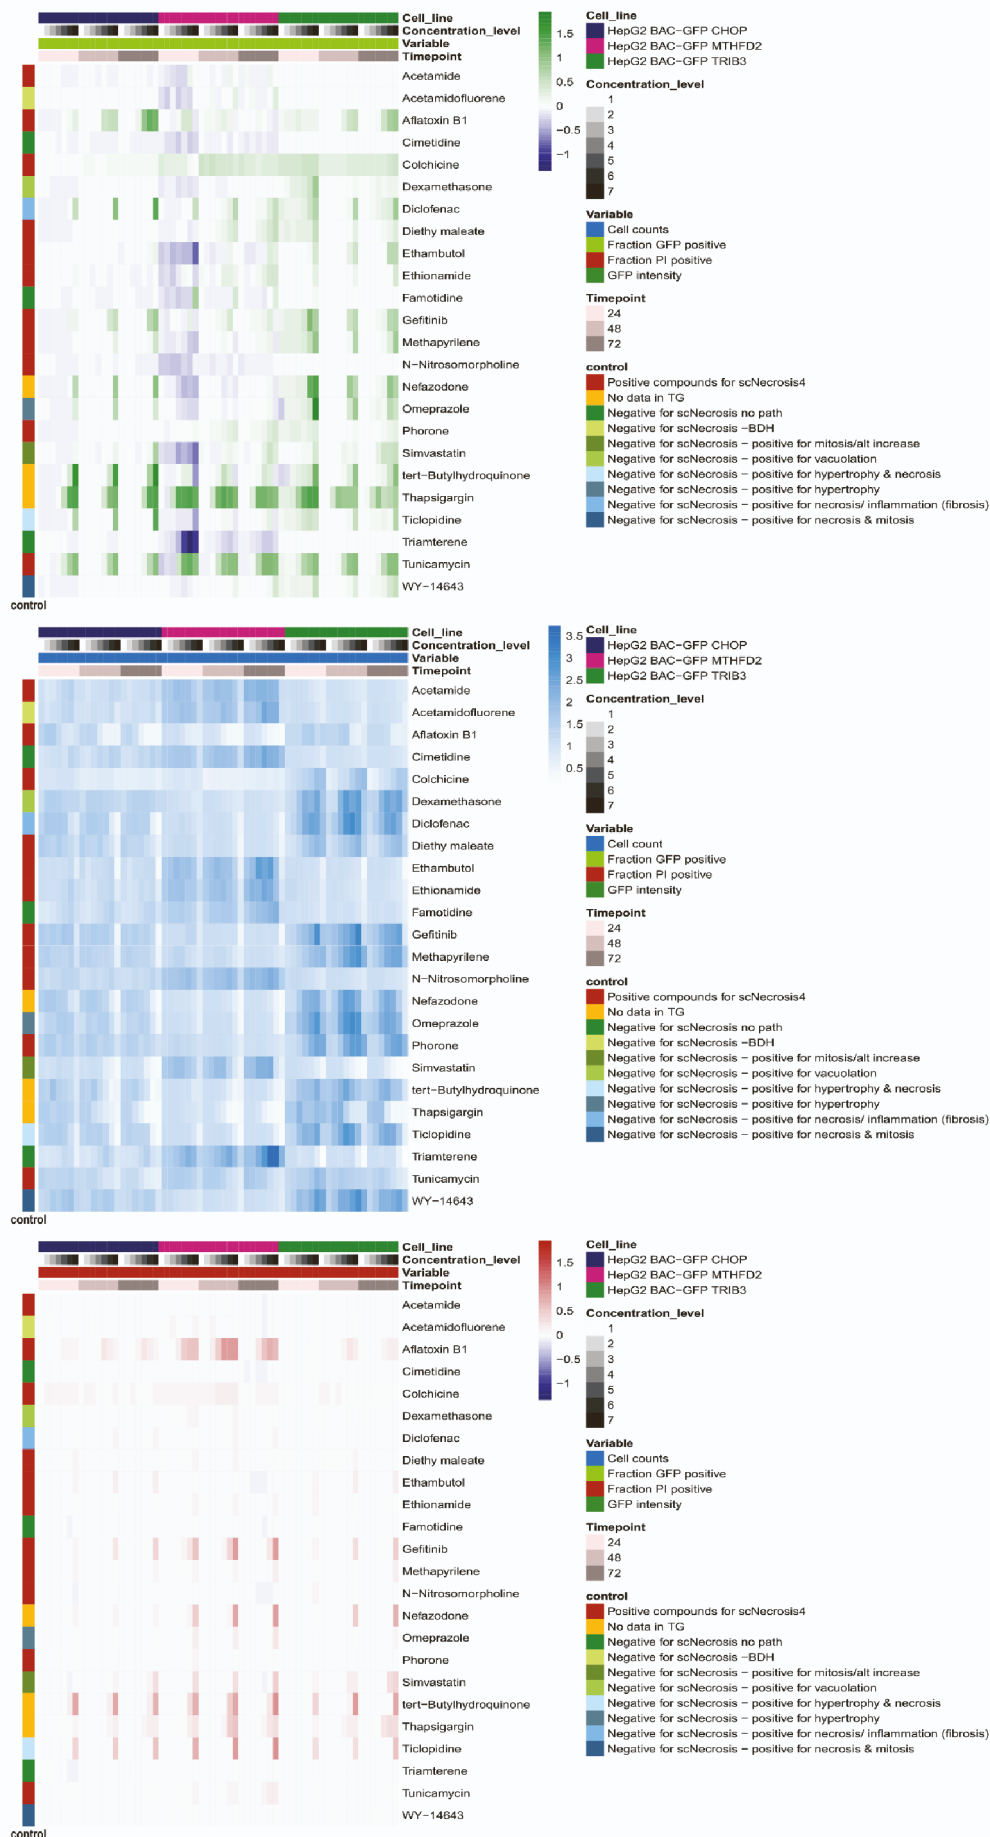 Cell_line
Concentration_level
Variable
Timepoint
Acetamide
Acetamidofluorene
Aflatoxin B1
Cimetidine
Colchicine
Dexamethasone
Diclofenac
Diethy maleate
Ethambutol
Ethionamide
Famotidine
Gefitinib
Methapyrilene
N−Nitrosomorpholine
Nefazodone
Omeprazole
Phorone
Simvastatin
tert−Butylhydroquinone
Thapsigargin
Ticlopidine
Triamterene
Tunicamycin
WY−14643
control
1.5
1
0.5
0
−0.5
−1
Cell_line
HepG2 BAC−GFP CHOP
HepG2 BAC−GFP MTHFD2
HepG2 BAC−GFP TRIB3
Concentration_level
1
2
3
4
5
6
7
Variable
Cell counts
Fraction GFP positive
Fraction PI positive
GFP intensity
Timepoint
24
48
72
control
Positive compounds for scNecrosis4
No data in TG
Negative for scNecrosis no path
Negative for scNecrosis −BDH
Negative for scNecrosis − positive for mitosis/alt increase
Negative for scNecrosis − positive for vacuolation
Negative for scNecrosis − positive for hypertrophy & necrosis
Negative for scNecrosis − positive for hypertrophy
Negative for scNecrosis − positive for necrosis/ inflammation (fibrosis)
Negative for scNecrosis − positive for necrosis & mitosis
Cell_line
Concentration_level
Variable
Timepoint
Acetamide
Acetamidofluorene
Aflatoxin B1
Cimetidine
Colchicine
Dexamethasone
Diclofenac
Diethy maleate
Ethambutol
Ethionamide
Famotidine
Gefitinib
Methapyrilene
N−Nitrosomorpholine
Nefazodone
Omeprazole
Phorone
Simvastatin
tert−Butylhydroquinone
Thapsigargin
Ticlopidine
Triamterene
Tunicamycin
WY−14643
control
3.5
3
2.5
2
1.5
1
0.5
Cell_line
HepG2 BAC−GFP CHOP
HepG2 BAC−GFP MTHFD2
HepG2 BAC−GFP TRIB3
Concentration_level
1
2
3
4
5
6
7
Variable
Cell count
Fraction GFP positive
Fraction PI positive
GFP intensity
Timepoint
24
48
72
control
Positive compounds for scNecrosis4
No data in TG
Negative for scNecrosis no path
Negative for scNecrosis −BDH
Negative for scNecrosis − positive for mitosis/alt increase
Negative for scNecrosis − positive for vacuolation
Negative for scNecrosis − positive for hypertrophy & necrosis
Negative for scNecrosis − positive for hypertrophy
Negative for scNecrosis − positive for necrosis/ inflammation (fibrosis)
Negative for scNecrosis − positive for necrosis & mitosis
Cell_line
Concentration_level
Variable
Timepoint
Acetamide
Acetamidofluorene
Aflatoxin B1
Cimetidine
Colchicine
Dexamethasone
Diclofenac
Diethy maleate
Ethambutol
Ethionamide
Famotidine
Gefitinib
Methapyrilene
N−Nitrosomorpholine
Nefazodone
Omeprazole
Phorone
Simvastatin
tert−Butylhydroquinone
Thapsigargin
Ticlopidine
Triamterene
Tunicamycin
WY−14643
control
1.5
1
0.5
0
−0.5
−1
Cell_line
HepG2 BAC−GFP CHOP
HepG2 BAC−GFP MTHFD2
HepG2 BAC−GFP TRIB3
Concentration_level
1
2
3
4
5
6
7
Variable
Cell counts
Fraction GFP positive
Fraction PI positive
GFP intensity
Timepoint
24
48
72
control
Positive compounds for scNecrosis4
No data in TG
Negative for scNecrosis no path
Negative for scNecrosis −BDH
Negative for scNecrosis − positive for mitosis/alt increase
Negative for scNecrosis − positive for vacuolation
Negative for scNecrosis − positive for hypertrophy & necrosis
Negative for scNecrosis − positive for hypertrophy
Negative for scNecrosis − positive for necrosis/ inflammation (fibrosis)
Negative for scNecrosis − positive for necrosis & mitosis